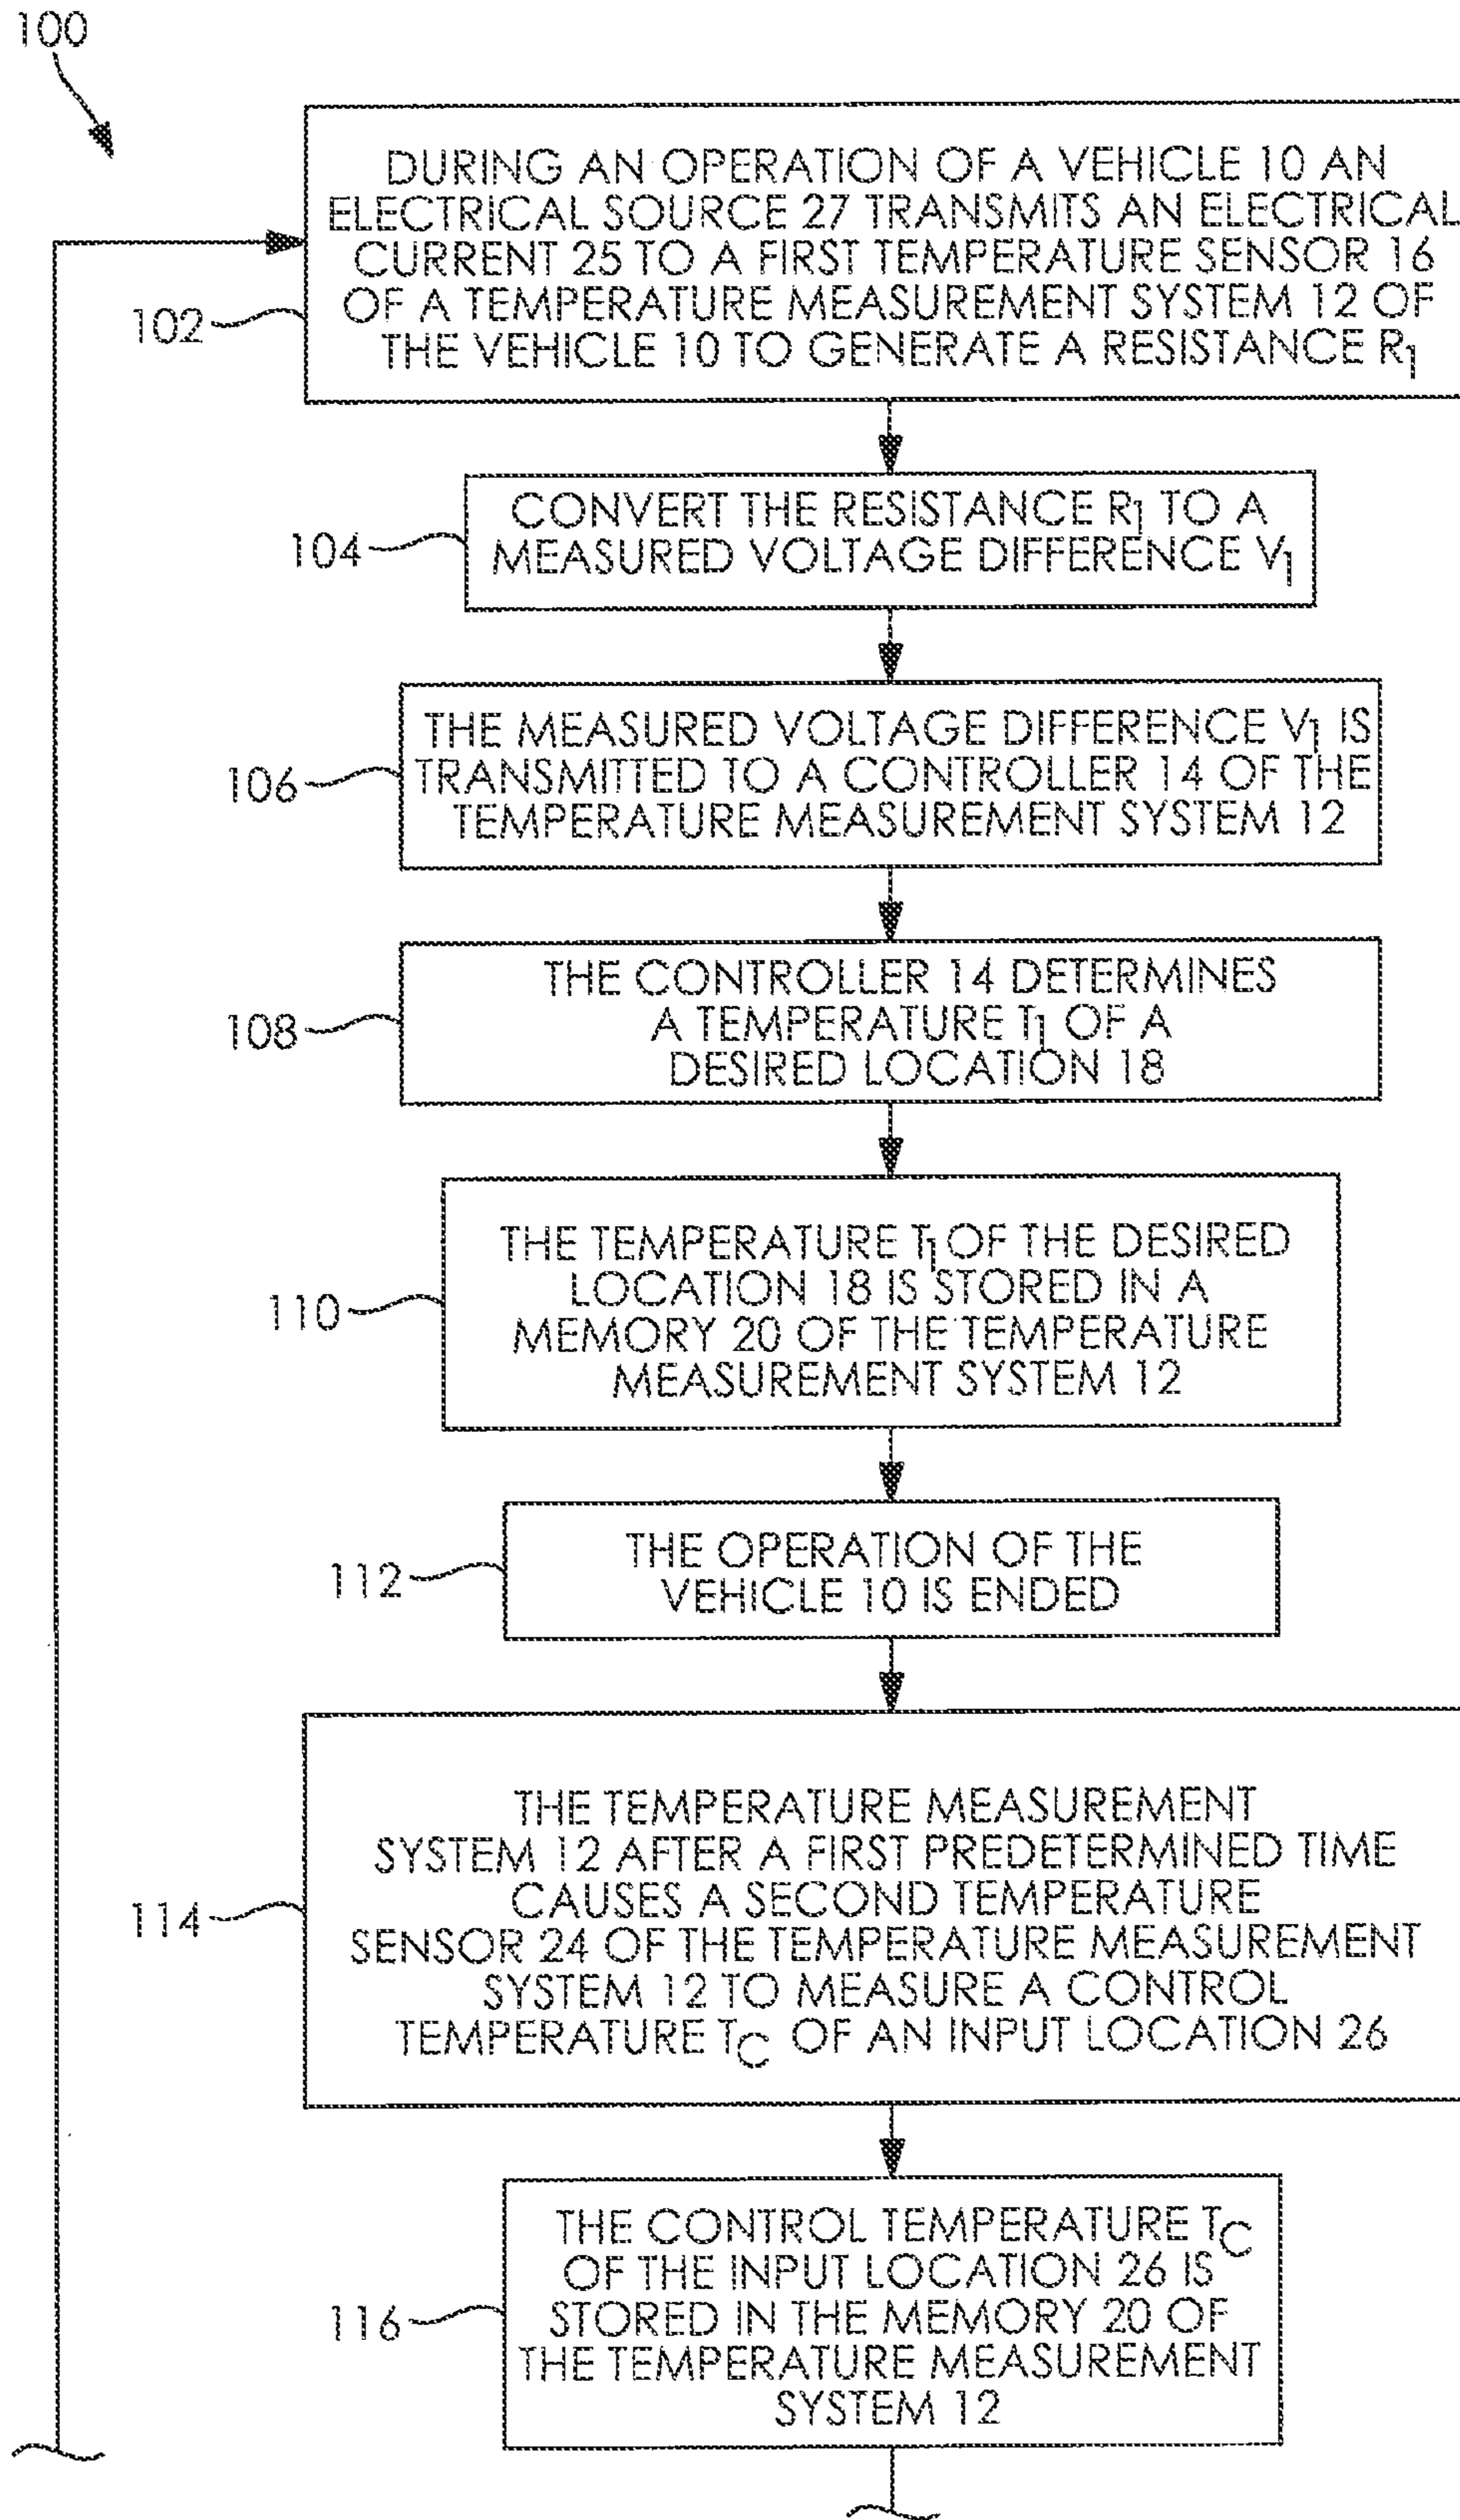 100
DURING AN OPERATION OF A VEHICLE 10 AN
ELECTRICAL SOURCE 27 TRANSMITS AN ELECTRICAL
CURRENT 25 TO A FIRST TEMPERATURE SENSOR 16
OF A TEMPERATURE MEASUREMENT SYSTEM 12 OF
THE VEHICLE 10 TO GENERATE A RESISTANCE R1
102
CONVERT THE RESISTANCE R1 TO A
MEASURED VOLTAGE DIFFERENCE V1
104
THE MEASURED VOLTAGE DIFFERENCE V1 IS
TRANSMITTED TO A CONTROLLER 14 OF THE
TEMPERATURE MEASUREMENT SYSTEM 12
106
THE CONTROLLER 14 DETERMINES
A TEMPERATURE T1 OF A
DESIRED LOCATION 18
108
THE TEMPERATURE T1 OF THE DESIRED
LOCATION 18 IS STORED IN A
MEMORY 20 OF THE TEMPERATURE
MEASUREMENT SYSTEM 12
110
THE OPERATION OF THE
VEHICLE 10 IS ENDED
112
THE TEMPERATURE MEASUREMENT
SYSTEM 12 AFTER A FIRST PREDETERMINED TIME
CAUSES A SECOND TEMPERATURE
SENSOR 24 OF THE TEMPERATURE MEASUREMENT
SYSTEM 12 TO MEASURE A CONTROL
TEMPERATURE TC OF AN INPUT LOCATION 26
114
THE CONTROL TEMPERATURE TC
OF THE INPUT LOCATION 26 IS
STORED IN THE MEMORY 20 OF
THE TEMPERATURE MEASUREMENT
SYSTEM 12
116